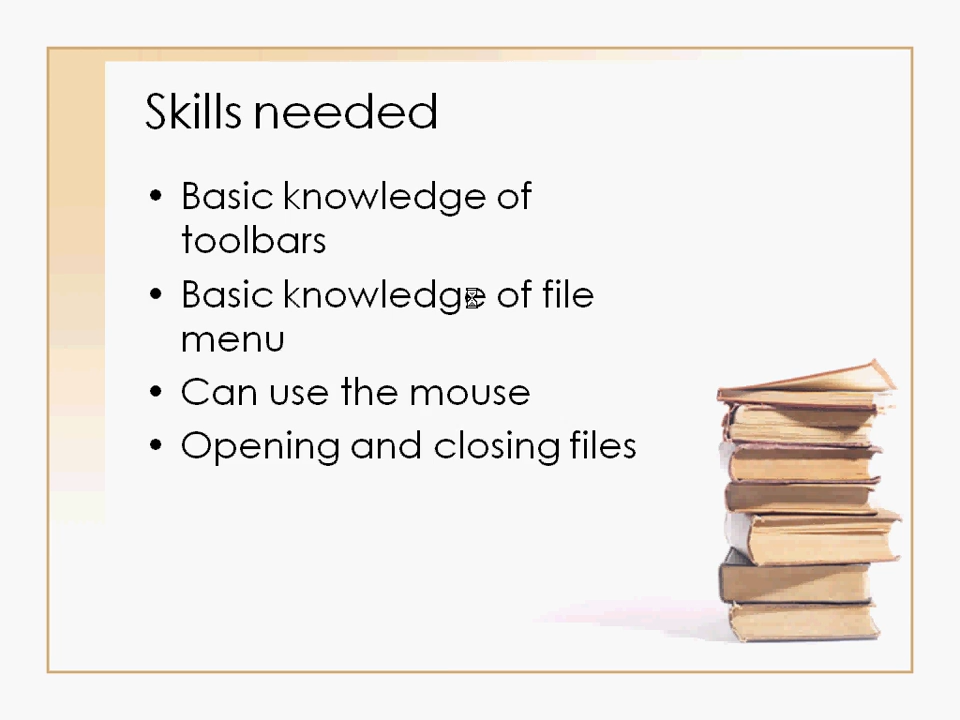 Skills needed
• Basic knowledge of
toolbars
• Basic knowledge of file
menu
• Can use the mouse
• Opening and closing files